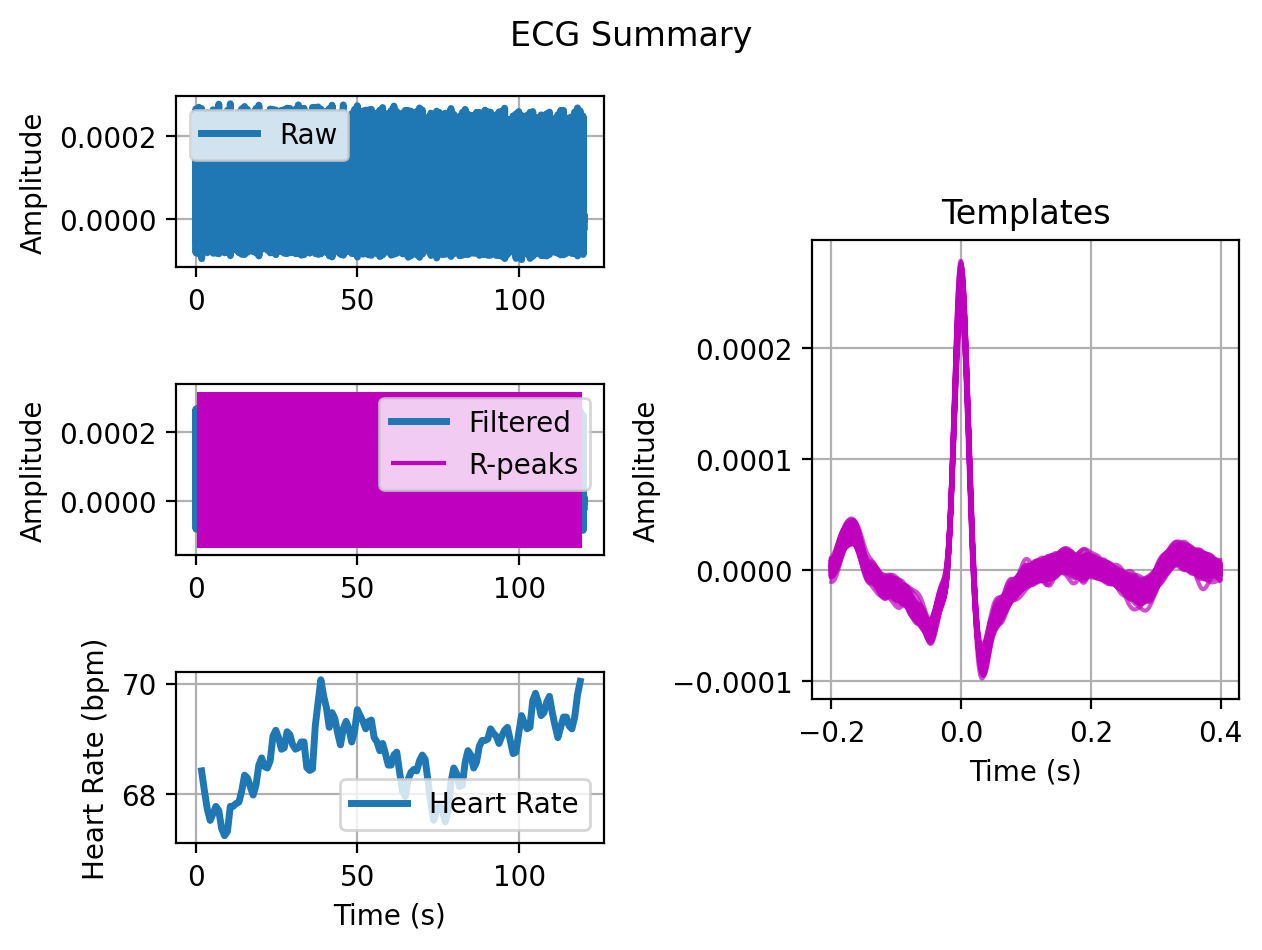 ECG Summary
Amplitude
0.0002
0.0000
Raw
0 50 100
Amplitude
0.0002
0.0000
Filtered
R-peaks
0 50 100
Heart Rate (bpm)
70
68
Heart Rate
0 50 100
Time (s)
Templates
Amplitude
0.0002
0.0001
0.0000
−0.0001
−0.2 0.0 0.2 0.4
Time (s)